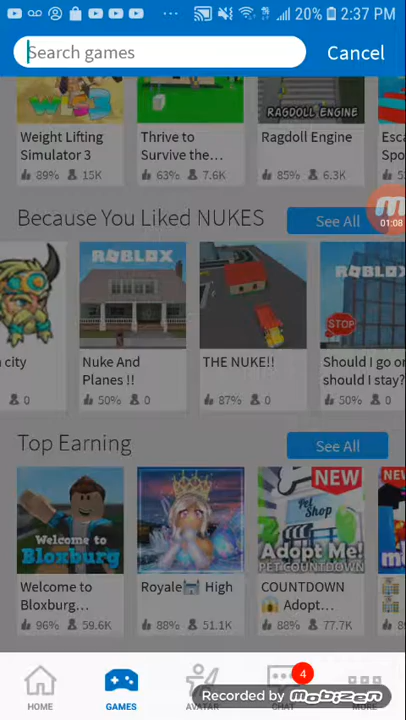 20% 2:37 PM
Search games
Cancel
RAGDOLL ENGINE
Weight Lifting Simulator 3
Thrive to Survive the...
Ragdoll Engine
Esca
Spo
89% 15K
63% 7.6K
85% 6.3K
01:08
Because You Liked NUKES
See All
ROBLOX
ROBLOX
STOP
n city
Nuke And Planes !!
THE NUKE!!
Should I go or should I stay?
0
50% 0
87% 0
50% 0
Top Earning
See All
Welcome to Bloxburg
NEW
Pet Shop
Adopt Me!
PET COUNTDOWN
NEW
Welcome to Bloxburg...
Royale🏰 High
COUNTDOWN 😱 Adopt...
96% 59.6K
88% 51.1K
88% 77.7K
4
HOME
GAMES
AVATAR
CHAT
MORE
Recorded by mobizen